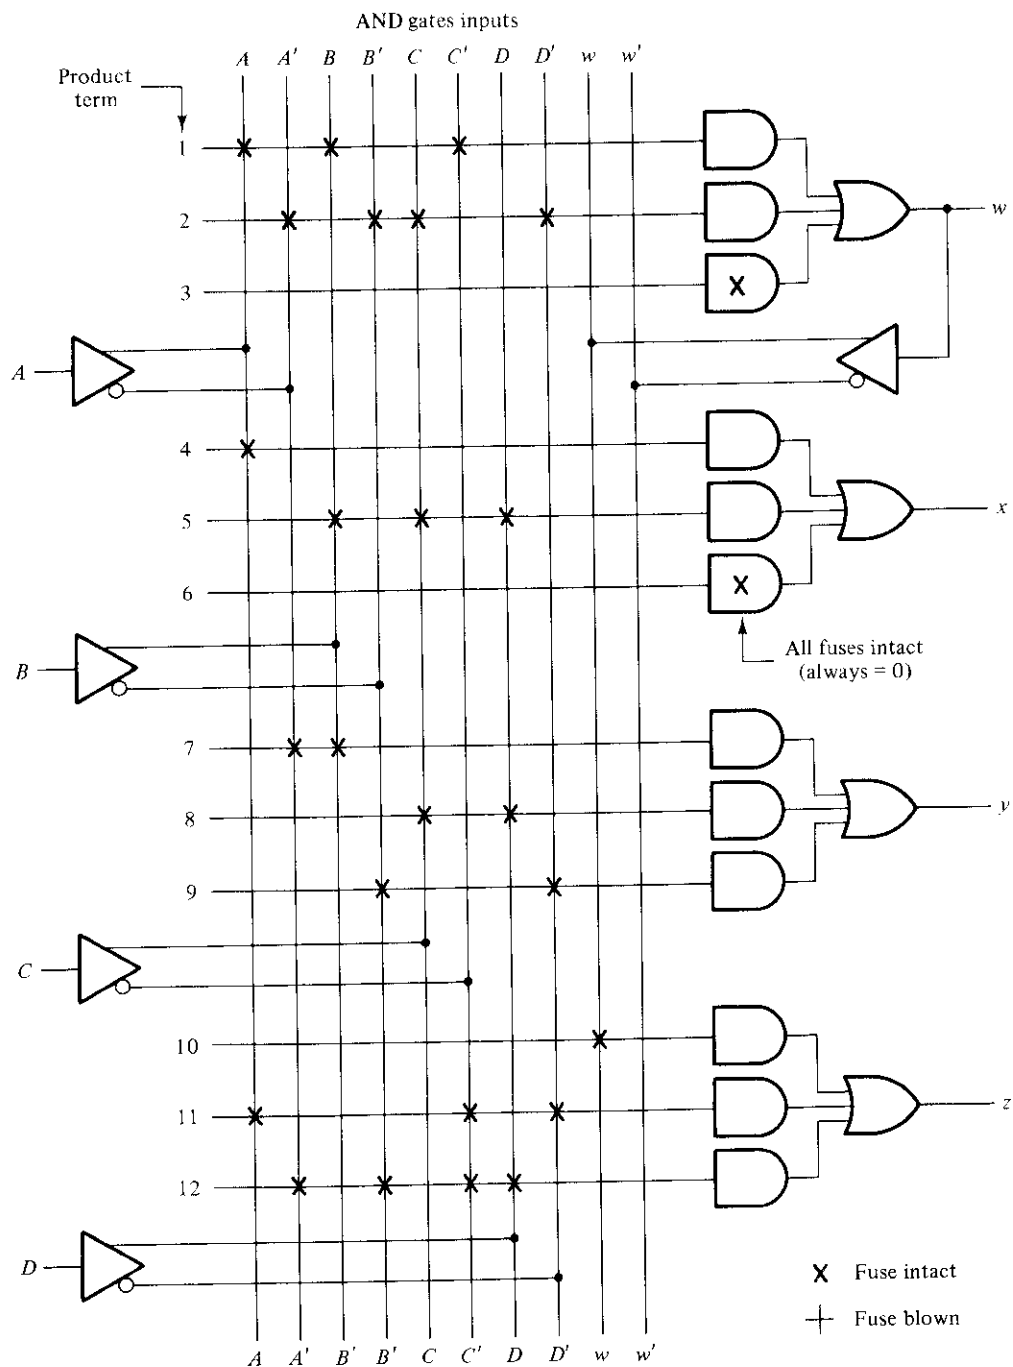 AND gates inputs
A A' B B' C C' D D' w w'
Product
term
1
w
2
3
A
4
5
x
6
All fuses intact
(always = 0)
B
7
8
y
9
C
10
11
z
12
D
X Fuse intact
Fuse blown
A A' B' B' C C' D D' w w'